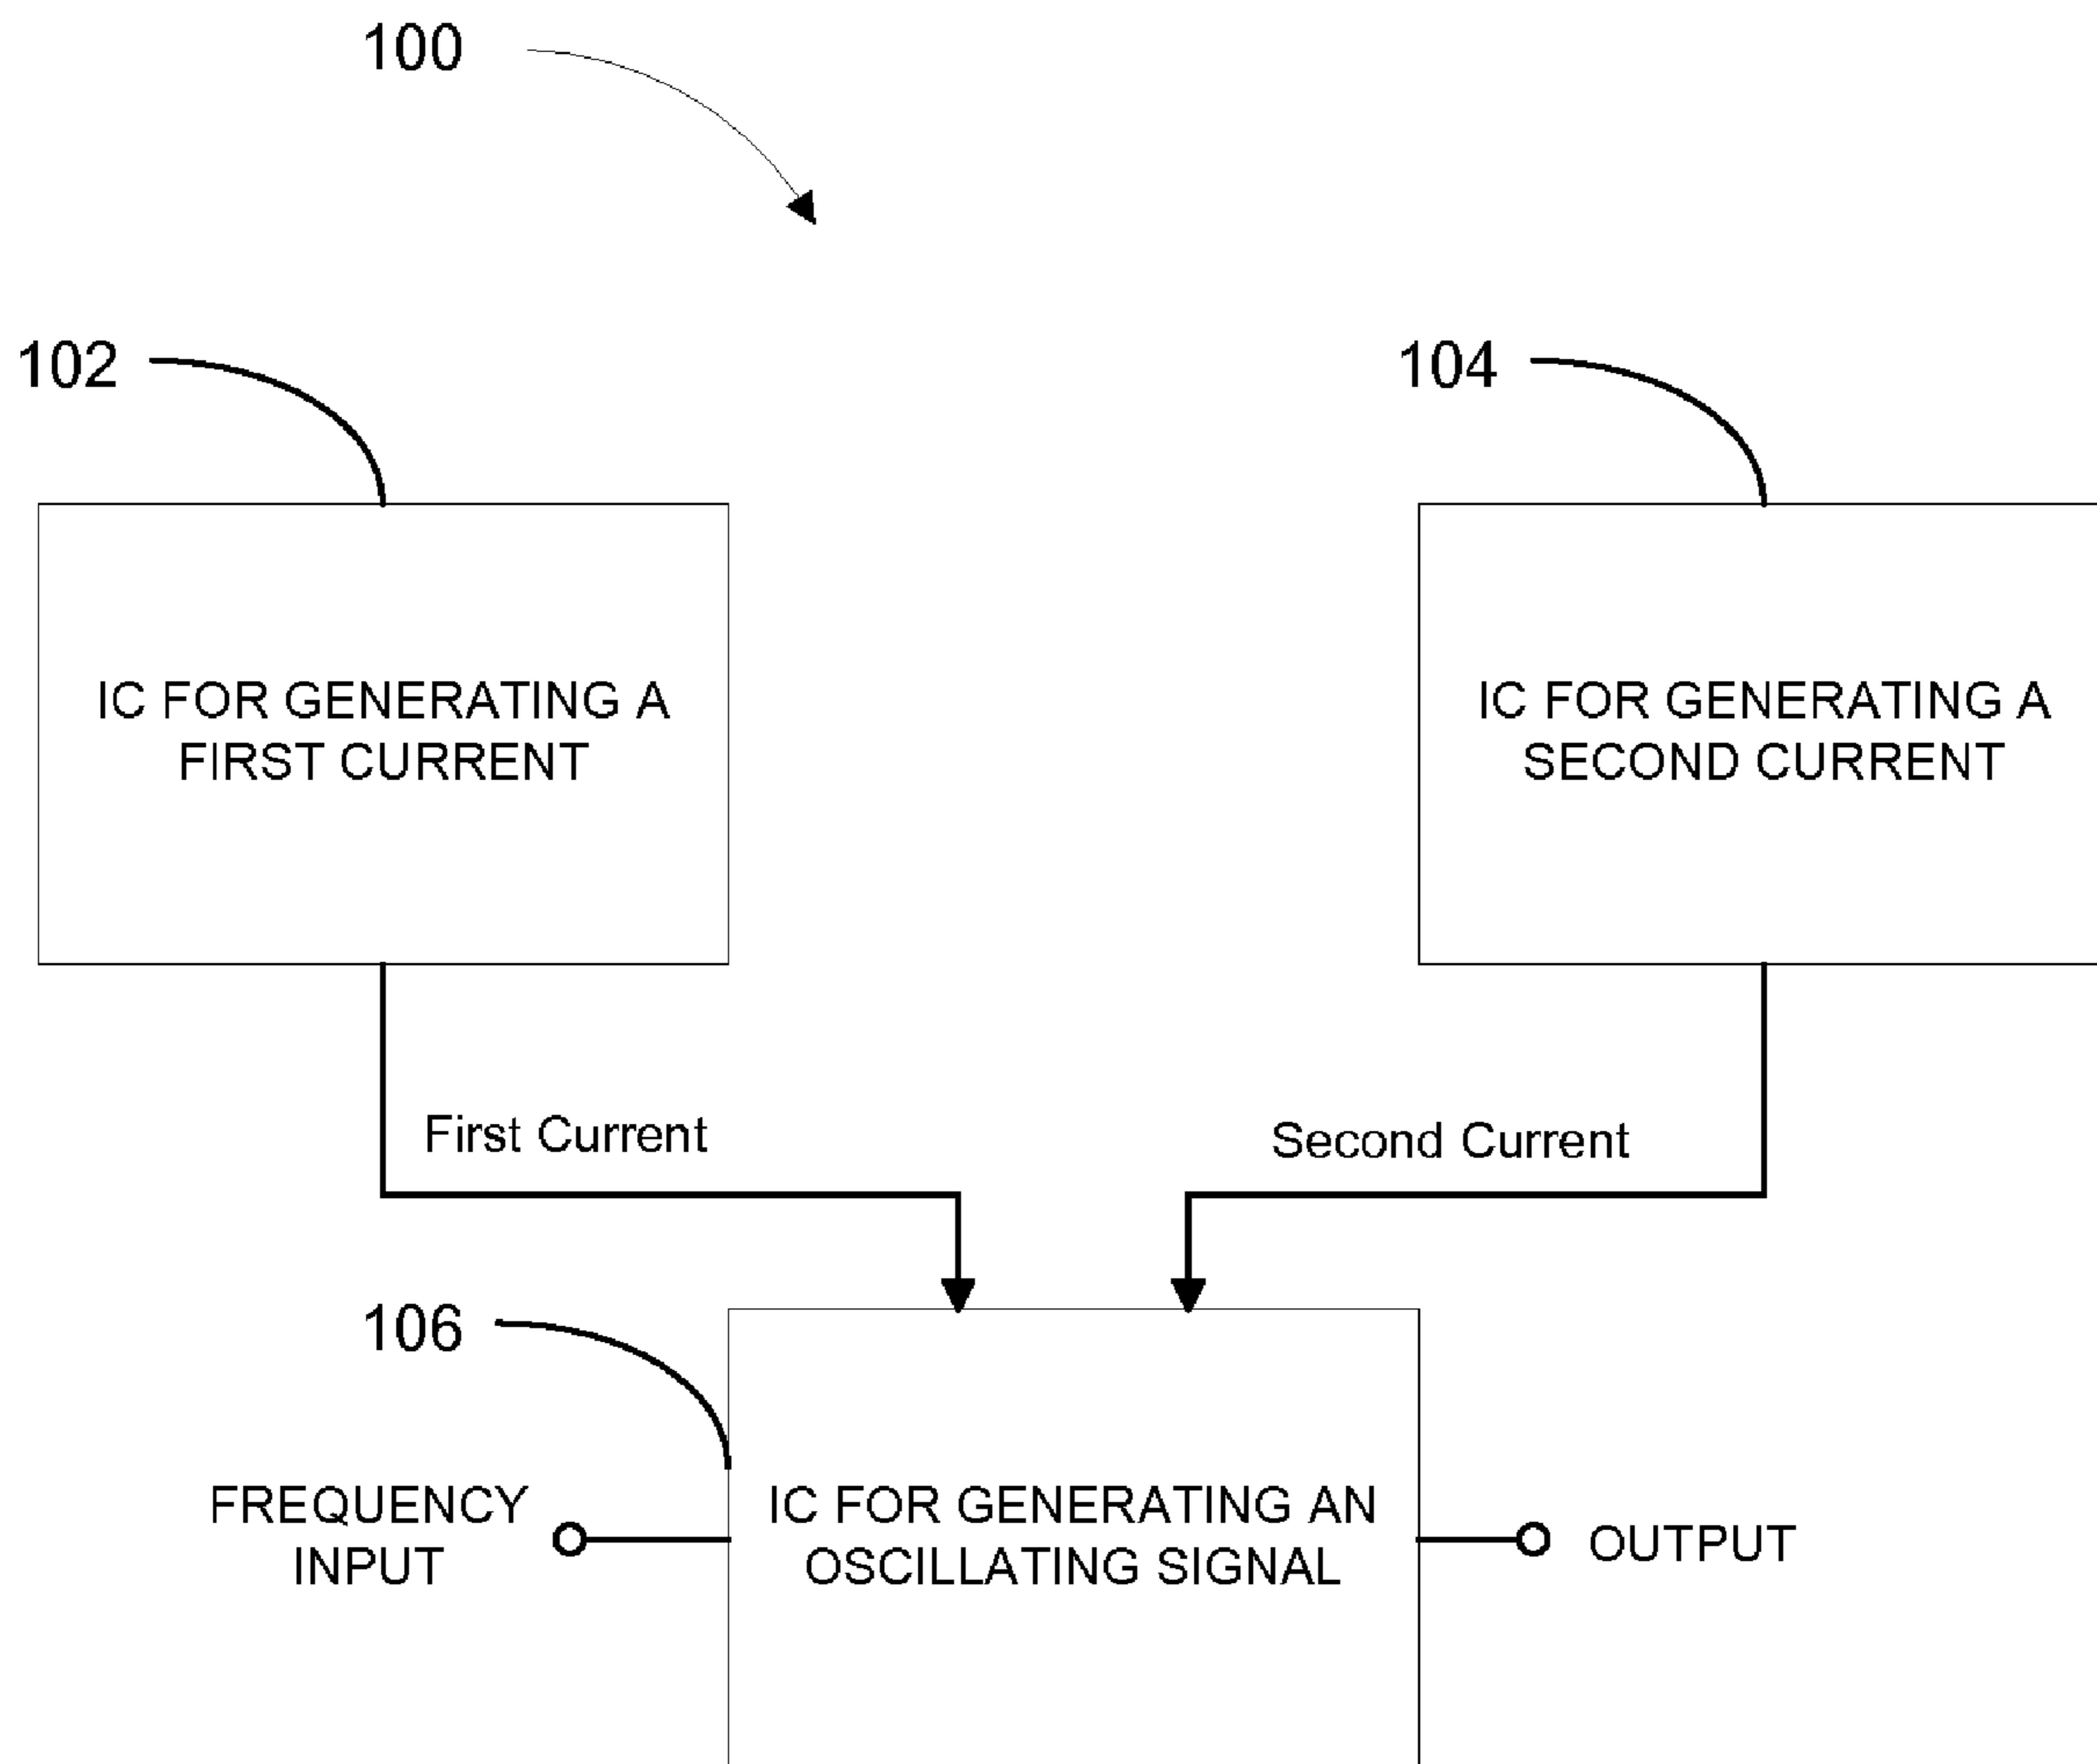 100
102
104
IC FOR GENERATING A
FIRST CURRENT
IC FOR GENERATING A
SECOND CURRENT
First Current
Second Current
106
FREQUENCY
INPUT
IC FOR GENERATING AN
OSCILLATING SIGNAL
OUTPUT